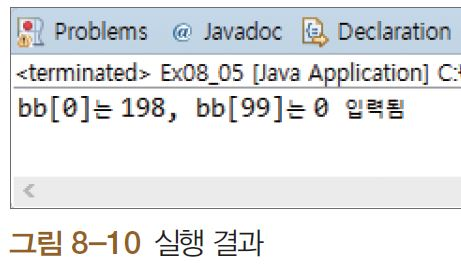 Problems @ Javadoc Declaration
<terminated> Ex08_05 [Java Application] C:\
bb[0]는 198, bb[99]는 0 입력됨
그림 8–10 실행 결과